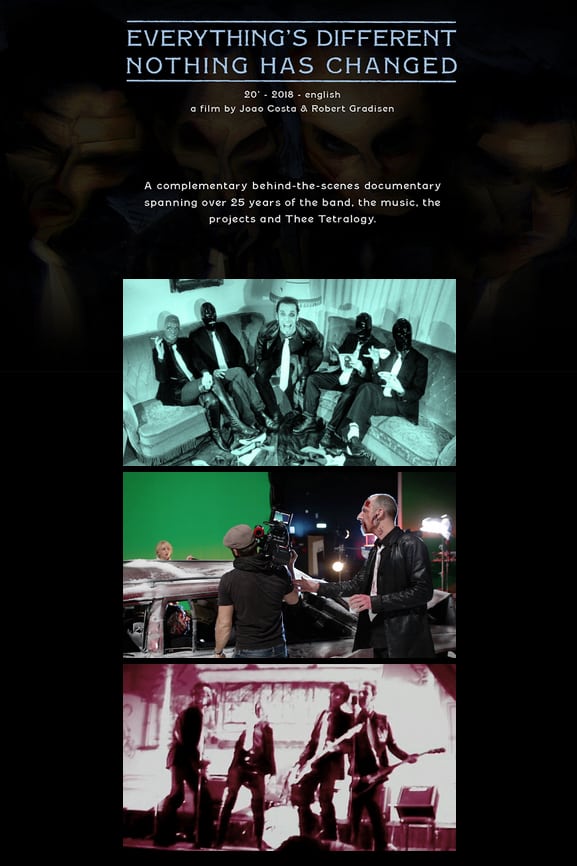 EVERYTHING'S DIFFERENT
NOTHING HAS CHANGED
20' - 2018 - english
a film by Joao Costa & Robert Gradisen
A complementary behind-the-scenes documentary
spanning over 25 years of the band, the music, the
projects and Thee Tetralogy.